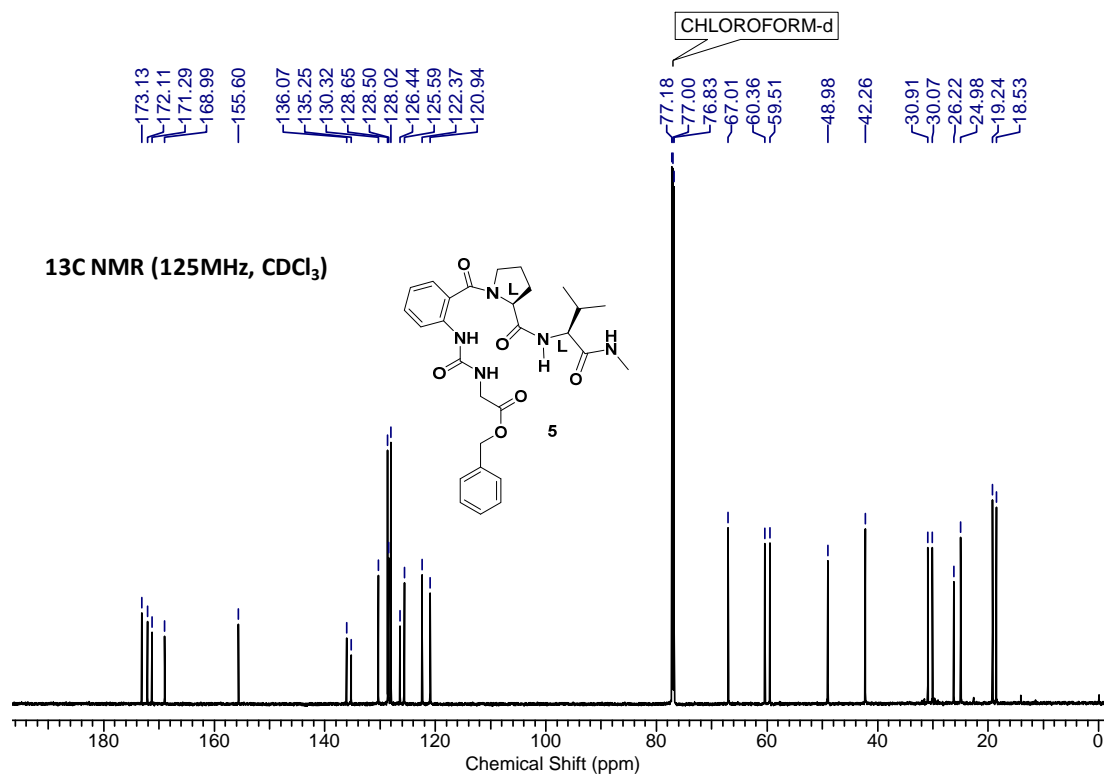 CHLOROFORM-d
173.13
172.11
171.29
168.99
155.60
136.07
135.25
130.32
128.65
128.50
128.02
126.44
125.59
122.37
120.94
77.18
77.00
76.83
67.01
60.36
59.51
48.98
42.26
30.91
30.07
26.22
24.98
19.24
18.53
13C NMR (125MHz, CDCl₃)
O
L
N
NH
O
N
H
L
H
N
O
O
NH
O
O
5
180 160 140 120 100 80 60 40 20 0
Chemical Shift (ppm)